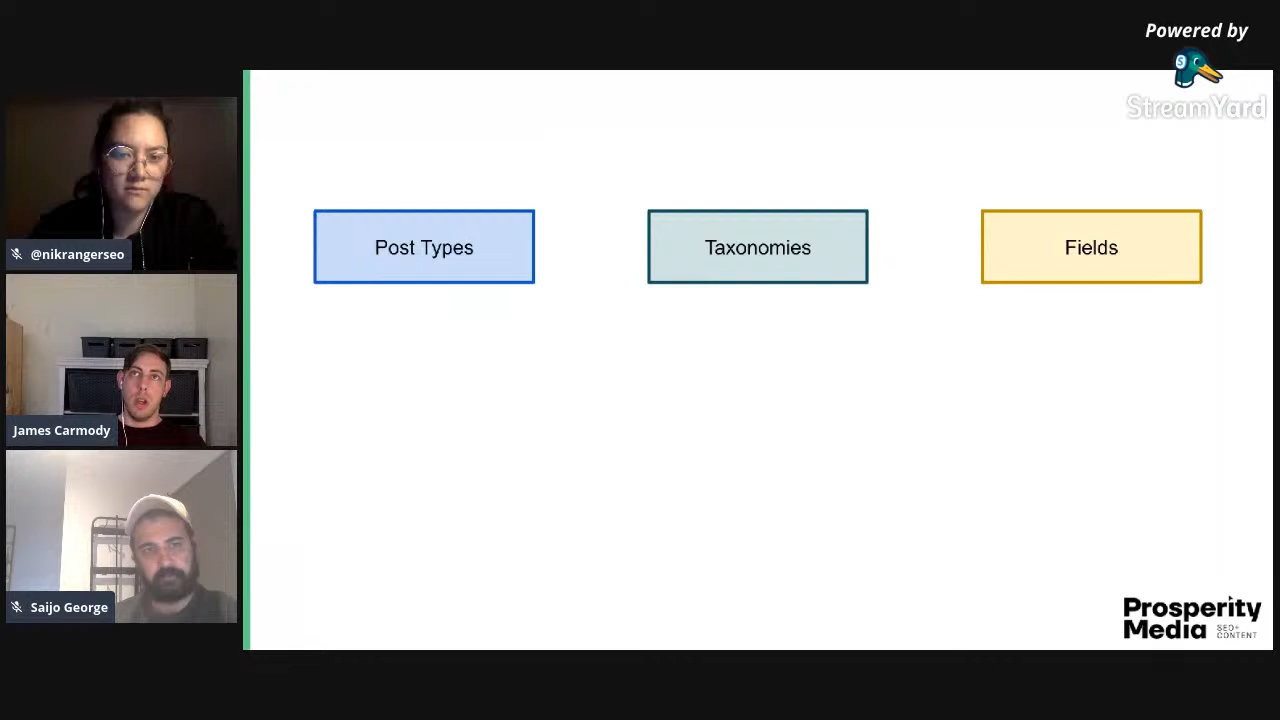 Powered by
StreamYard
@nikrangerseo
James Carmody
Saijo George
Post Types
Taxonomies
Fields
Prosperity
Media SEO+
CONTENT